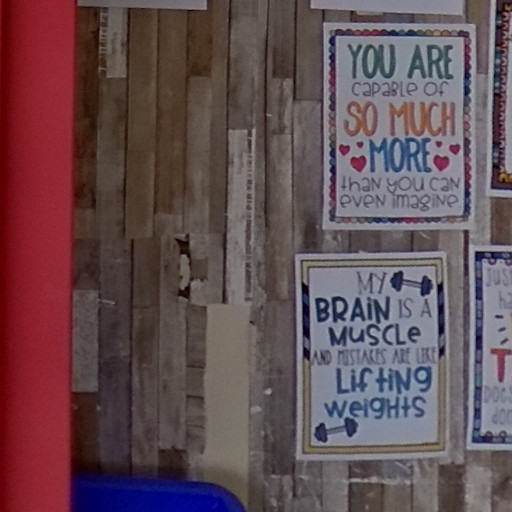 YOU ARE
capable of
SO MUCH
MORE
than you can
even imagine
MY
BRAIN IS A
MUSCLE
AND MISTAKES ARE LIKE
Lifting
weights
JUST